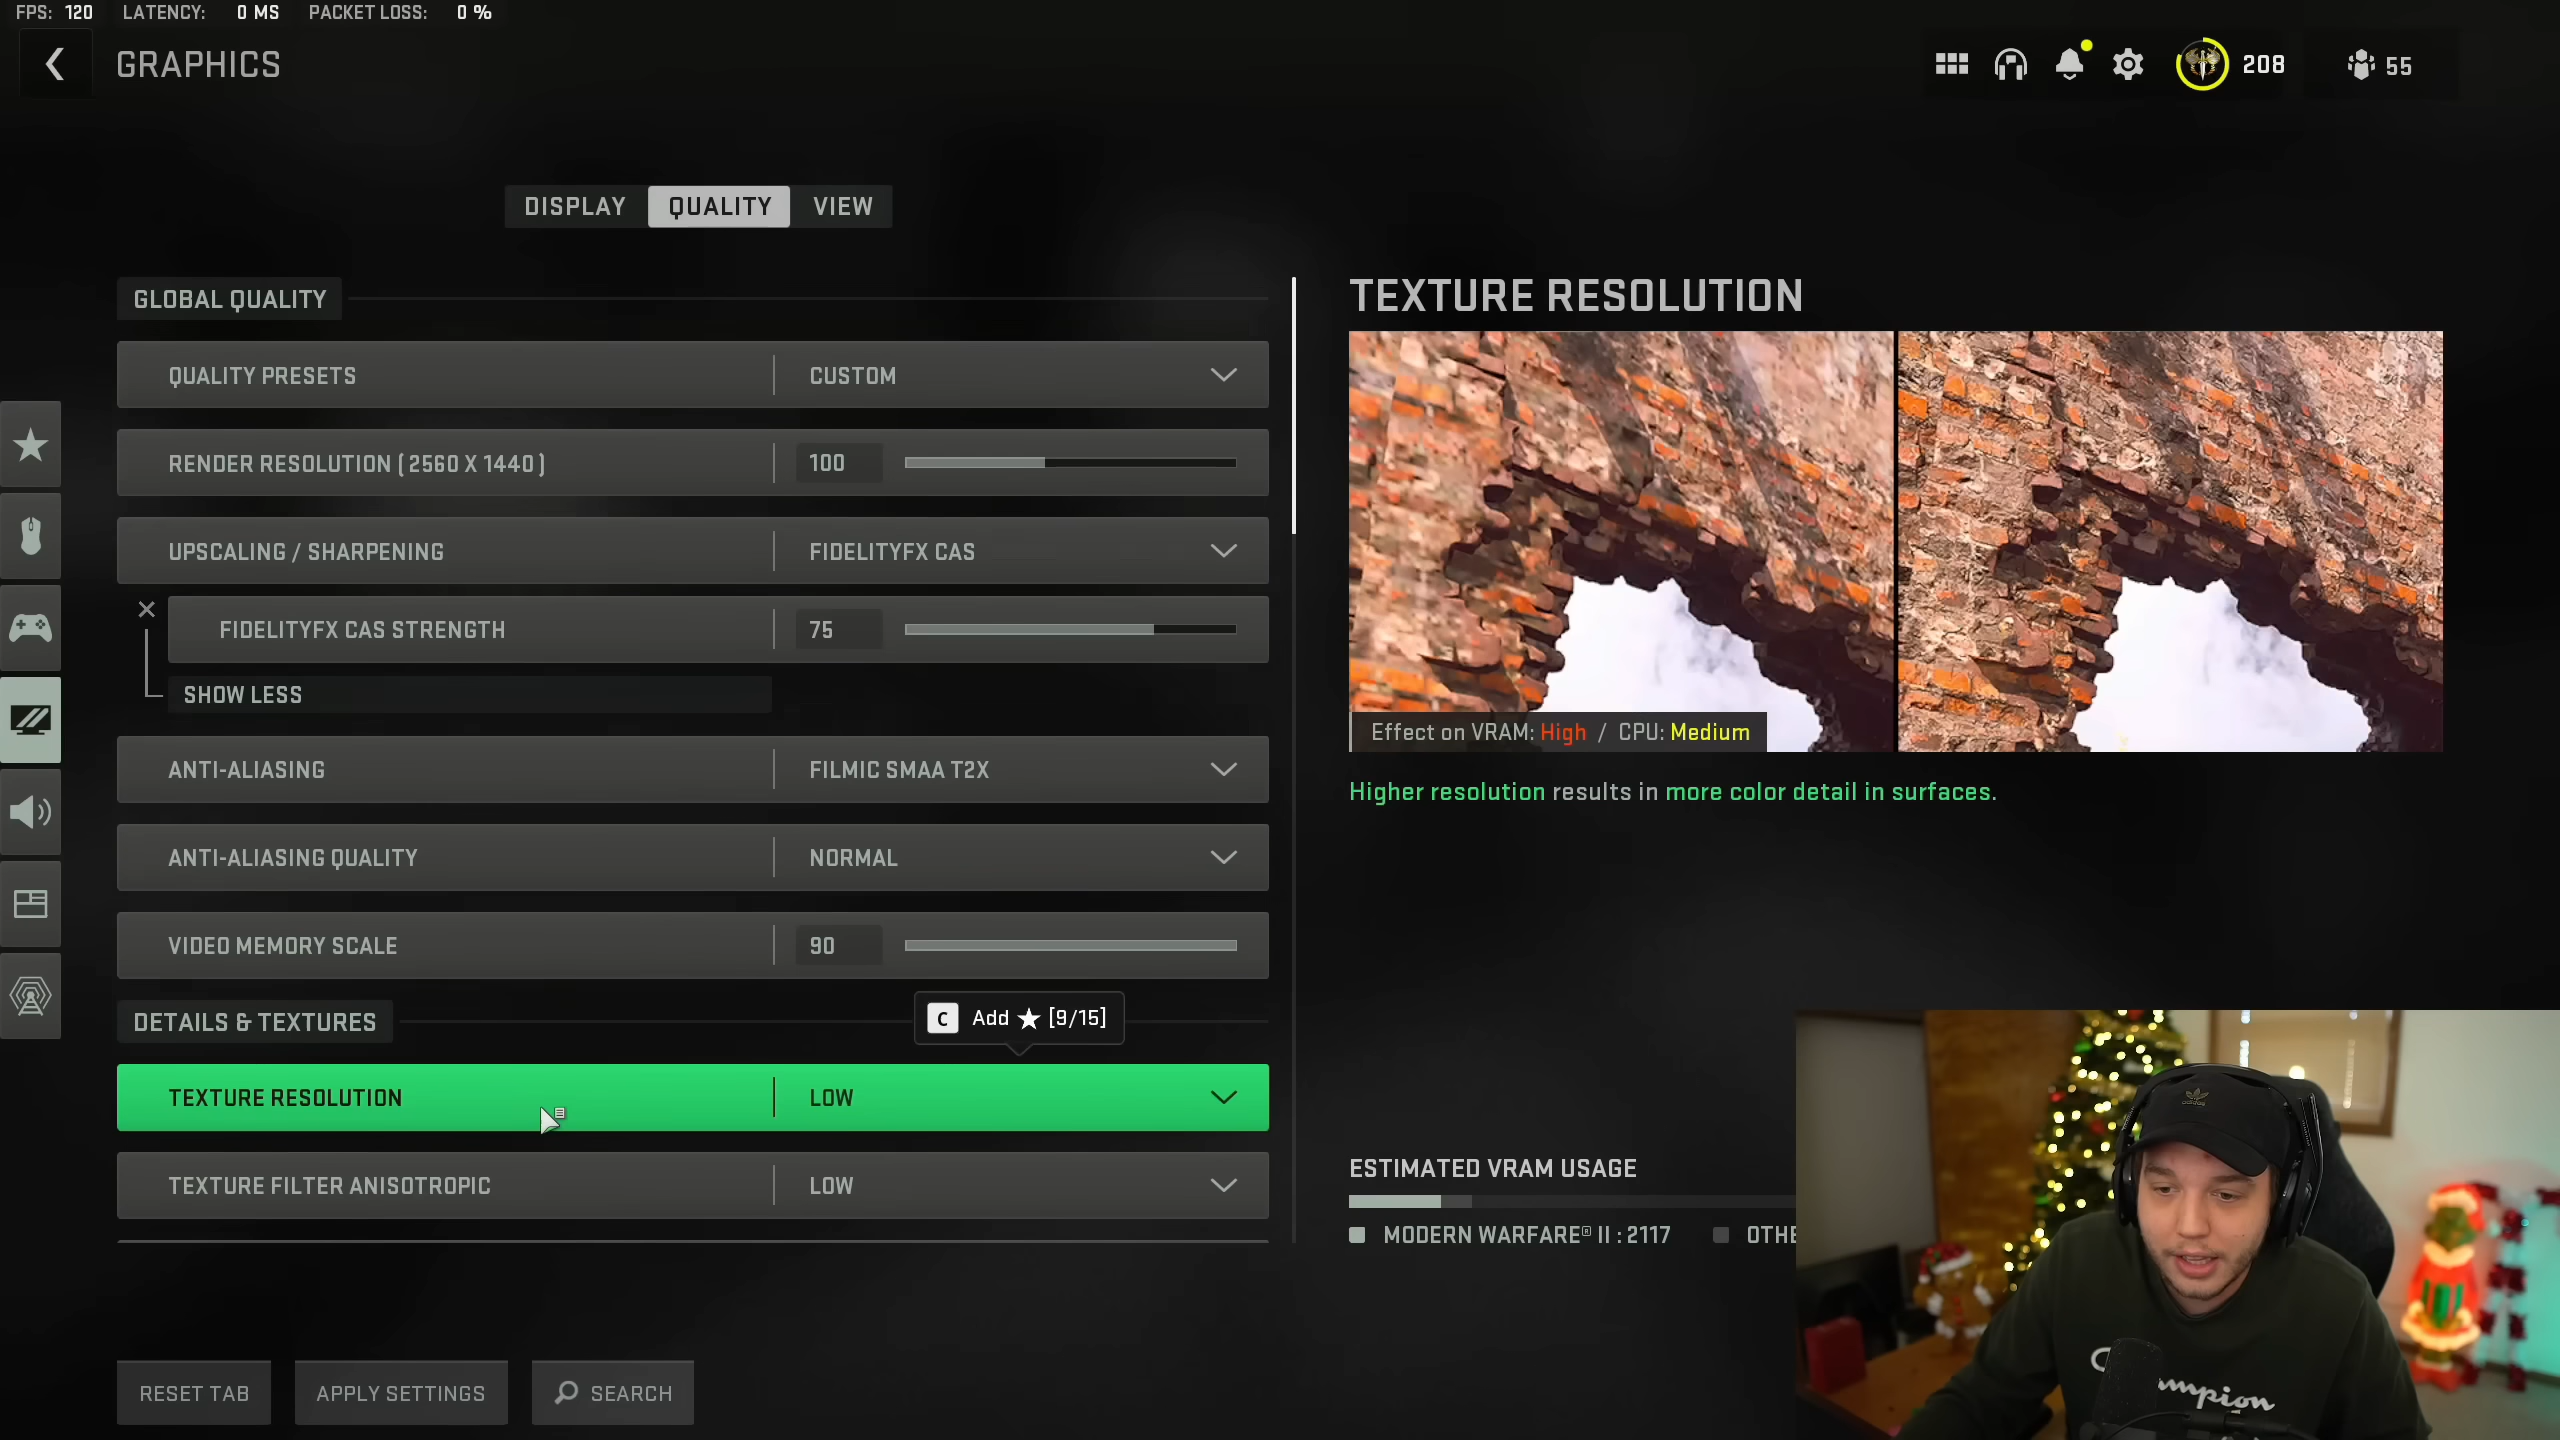 FPS: 120 LATENCY: 0 MS PACKET LOSS: 0 %
GRAPHICS
208
55
DISPLAY QUALITY VIEW
GLOBAL QUALITY
QUALITY PRESETS CUSTOM
RENDER RESOLUTION ( 2560 X 1440 ) 100
UPSCALING / SHARPENING FIDELITYFX CAS
FIDELITYFX CAS STRENGTH 75
SHOW LESS
ANTI-ALIASING FILMIC SMAA T2X
ANTI-ALIASING QUALITY NORMAL
VIDEO MEMORY SCALE 90
DETAILS & TEXTURES
C Add ★ [9/15]
TEXTURE RESOLUTION LOW
TEXTURE FILTER ANISOTROPIC LOW
RESET TAB APPLY SETTINGS SEARCH
TEXTURE RESOLUTION
Effect on VRAM: High / CPU: Medium
Higher resolution results in more color detail in surfaces.
ESTIMATED VRAM USAGE
MODERN WARFARE® II : 2117 OTHE
adidas